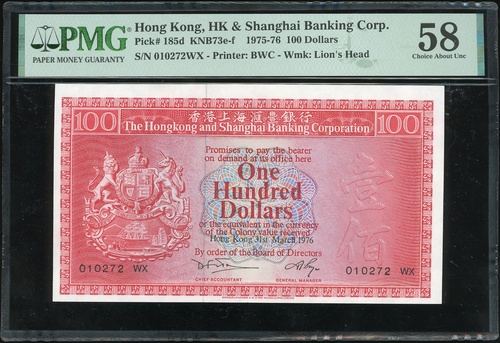 PMG
PAPER MONEY GUARANTY
Hong Kong, HK & Shanghai Banking Corp.
Pick# 185d KNB73e-f 1975-76 100 Dollars
S/N 010272WX - Printer: BWC - Wmk: Lion's Head
58
Choice About Unc
香港上海滙豐銀行
100
The Hongkong and Shanghai Banking Corporation
100
Promises to pay the bearer
on demand at its office here
One
Hundred
Dollars
or the equivalent in the currency
of the Colony value received
Hong Kong 31st March 1976
By order of the Board of Directors
壹佰
010272 WX
010272 WX
CHIEF ACCOUNTANT
GENERAL MANAGER